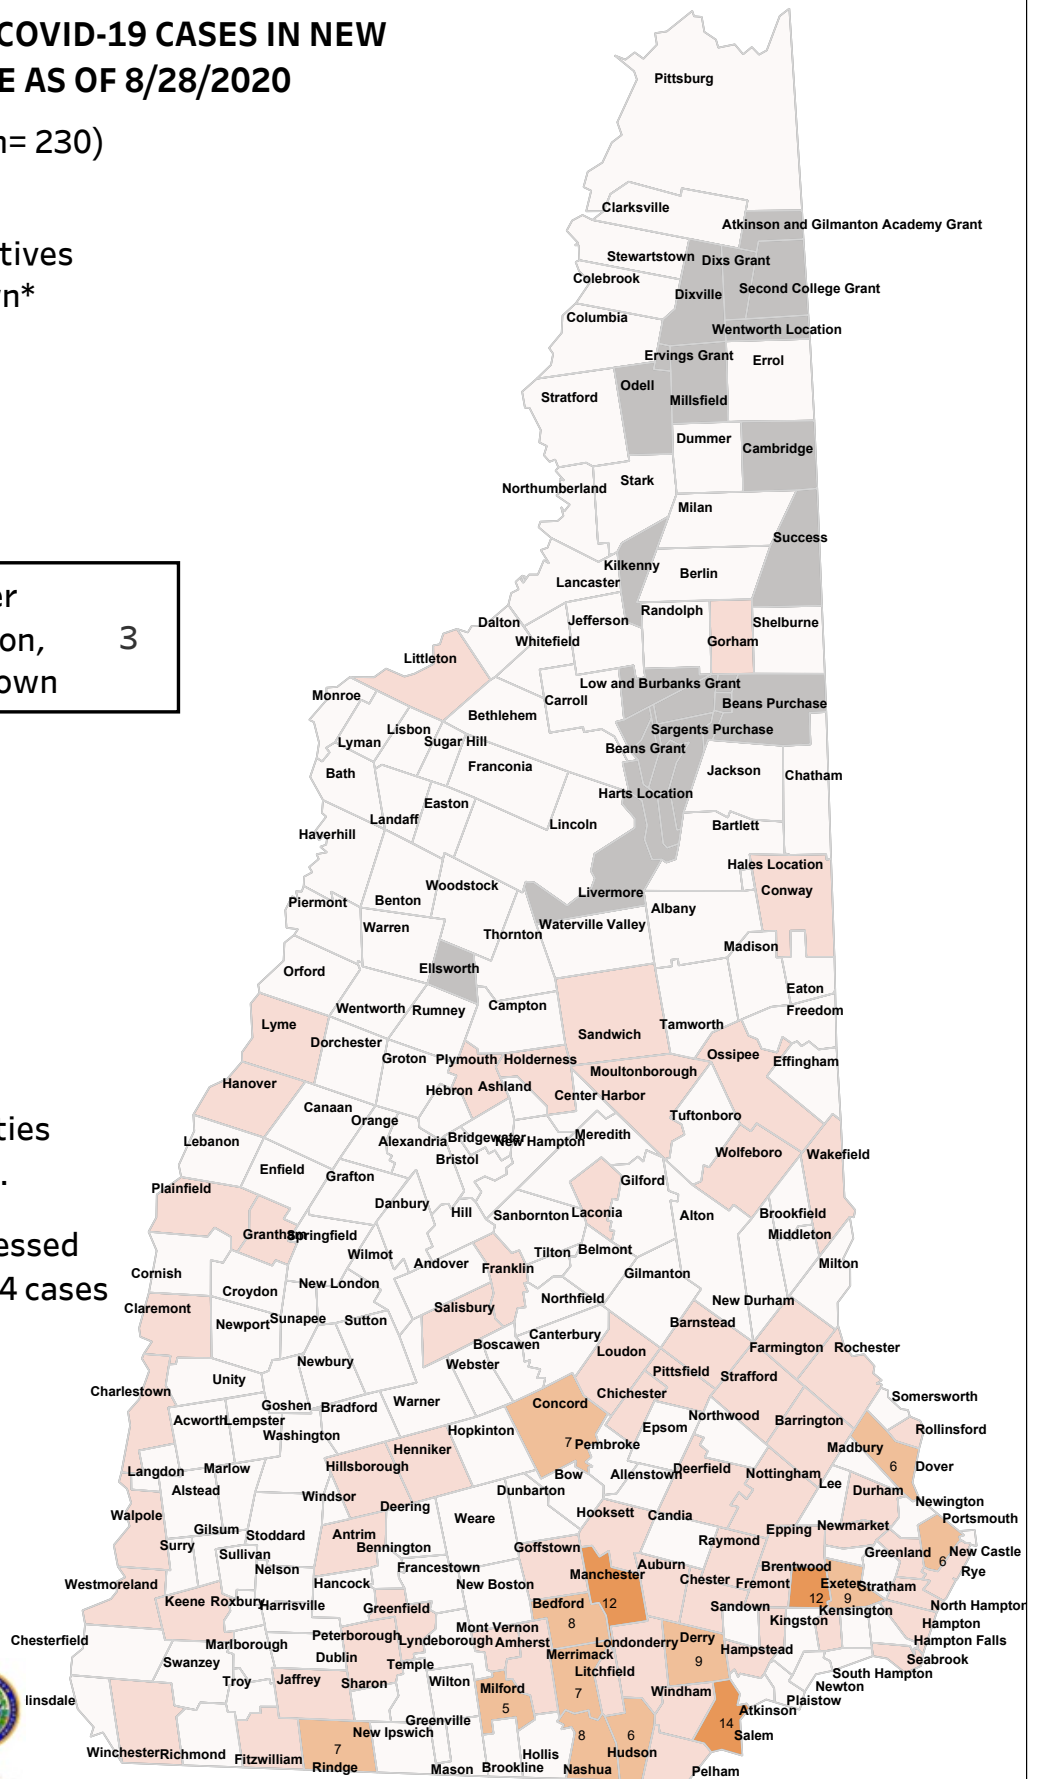 COVID-19 CASES IN NEW
E AS OF 8/28/2020
n= 230)
tives
n*
er
on,
own
3
ties
.
essed
4 cases
linsdale
Pittsburg
Clarksville
Atkinson and Gilmanton Academy Grant
Stewartstown
Dixs Grant
Colebrook
Dixville
Second College Grant
Columbia
Wentworth Location
Ervings Grant
Errol
Odell
Stratford
Millsfield
Dummer
Cambridge
Stark
Northumberland
Milan
Success
Kilkenny
Berlin
Lancaster
Randolph
Dalton
Jefferson
Shelburne
Whitefield
Gorham
Littleton
Low and Burbanks Grant
Monroe
Carroll
Beans Purchase
Bethlehem
Lisbon
Sargents Purchase
Lyman
Sugar Hill
Beans Grant
Bath
Franconia
Jackson
Chatham
Easton
Harts Location
Landaff
Lincoln
Bartlett
Haverhill
Hales Location
Woodstock
Livermore
Conway
Piermont
Benton
Albany
Warren
Thornton
Waterville Valley
Madison
Orford
Ellsworth
Eaton
Wentworth
Rumney
Campton
Freedom
Lyme
Sandwich
Tamworth
Dorchester
Groton
Plymouth
Holderness
Ossipee
Effingham
Hanover
Hebron
Ashland
Moultonborough
Center Harbor
Canaan
Orange
Tuftonboro
Lebanon
Alexandria
Bridgewater
New Hampton
Meredith
Bristol
Wolfeboro
Wakefield
Enfield
Grafton
Gilford
Plainfield
Danbury
Hill
Sanbornton
Laconia
Alton
Brookfield
Grantham
Springfield
Middleton
Wilmot
Andover
Franklin
Tilton
Belmont
Milton
Cornish
Croydon
New London
Gilmanton
Claremont
Newport
Sunapee
Sutton
Salisbury
Northfield
New Durham
Boscawen
Canterbury
Barnstead
Newbury
Webster
Loudon
Farmington
Rochester
Charlestown
Unity
Pittsfield
Strafford
Goshen
Bradford
Warner
Concord
Chichester
Somersworth
Acworth
Lempster
Washington
Hopkinton
7
Pembroke
Epsom
Northwood
Barrington
Rollinsford
Henniker
Madbury
6
Dover
Langdon
Marlow
Hillsborough
Bow
Allenstown
Deerfield
Nottingham
Lee
Durham
Alstead
Windsor
Deering
Dunbarton
Newington
Walpole
Weare
Hooksett
Candia
Portsmouth
Gilsum
Stoddard
Antrim
Bennington
Goffstown
Raymond
Epping
Newmarket
Greenland
6
New Castle
Surry
Sullivan
Nelson
Francestown
Manchester
Auburn
Brentwood
Rye
Westmoreland
Hancock
New Boston
12
Chester
Fremont
12
Exeter
9
Stratham
Keene
Roxbury
Harrisville
Greenfield
Bedford
8
Sandown
Kensington
North Hampton
Kingston
Hampton
Chesterfield
Marlborough
Peterborough
Lyndeborough
Mont Vernon
Amherst
Londonderry
Derry
9
Hampstead
Hampton Falls
Swanzey
Dublin
Temple
Merrimack
7
Litchfield
Seabrook
Troy
Jaffrey
Sharon
Wilton
Milford
5
Windham
South Hampton
Newton
Plaistow
Atkinson
Greenville
14
Salem
Winchester
Richmond
Fitzwilliam
7
Rindge
New Ipswich
Mason
Brookline
Hollis
8
Nashua
6
Hudson
Pelham